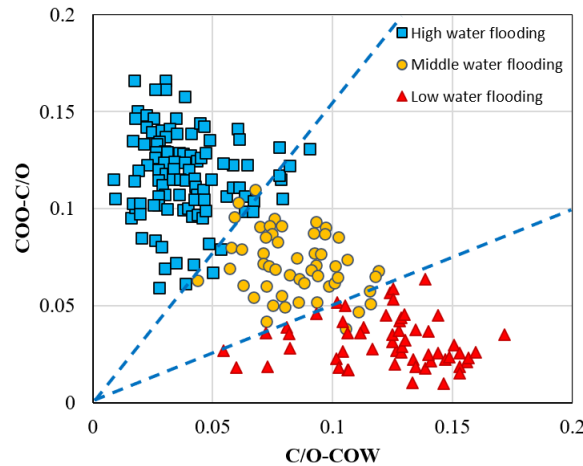 0.2
High water flooding
Middle water flooding
0.15
Low water flooding
COO-C/O
0.1
0.05
0
0
0.05
0.1
0.15
0.2
C/O-COW